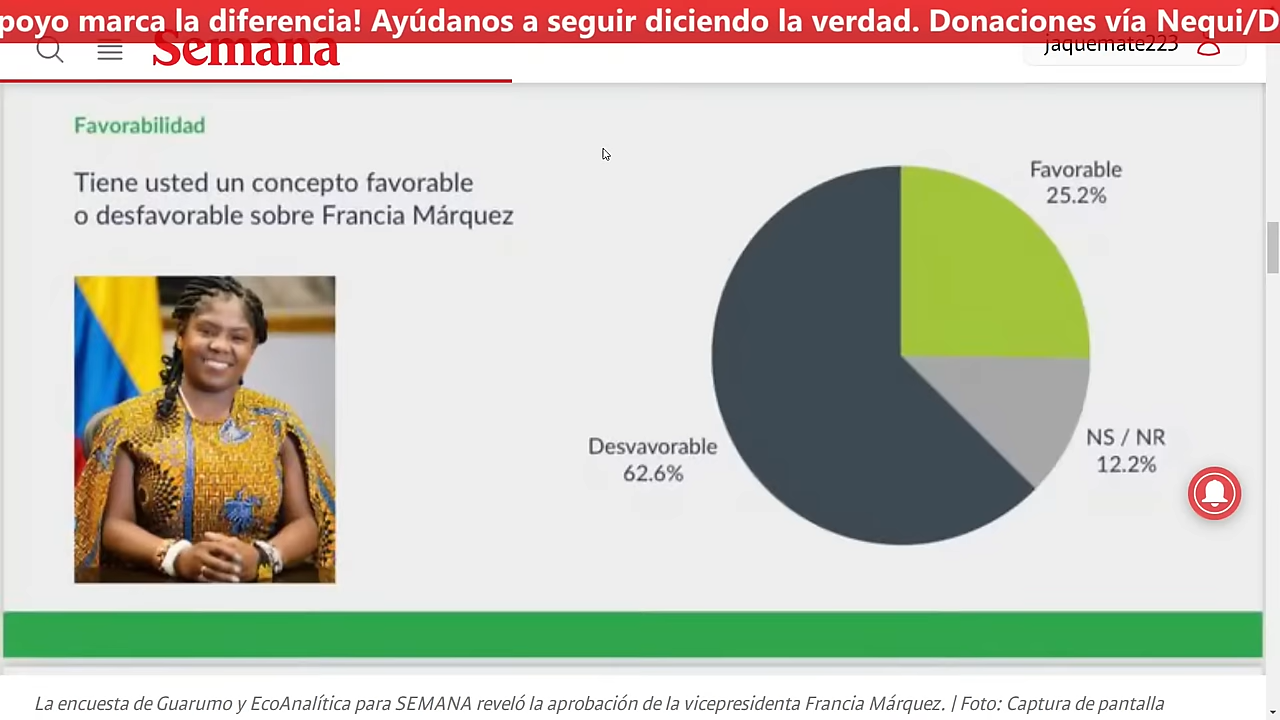 poyo marca la diferencia! Ayúdanos a seguir diciendo la verdad. Donaciones vía Nequi/D
Semana
jaquemate223
Favorabilidad
Tiene usted un concepto favorable
o desfavorable sobre Francia Márquez
Favorable
25.2%
Desvavorable
62.6%
NS / NR
12.2%
La encuesta de Guarumo y EcoAnalítica para SEMANA reveló la aprobación de la vicepresidenta Francia Márquez. | Foto: Captura de pantalla